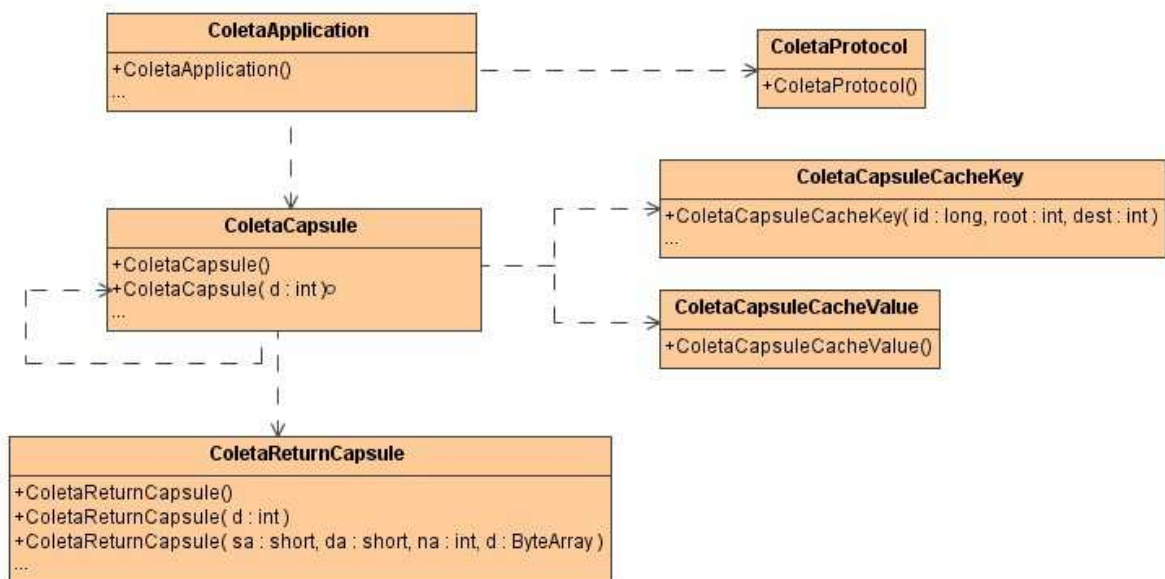 ColetaApplication
+ColetaApplication()
...
ColetaProtocol
+ColetaProtocol()
ColetaCapsuleCacheKey
+ColetaCapsuleCacheKey( id : long, root : int, dest : int )
...
ColetaCapsule
+ColetaCapsule()
+ColetaCapsule( d : int )
...
ColetaCapsuleCacheValue
+ColetaCapsuleCacheValue()
ColetaReturnCapsule
+ColetaReturnCapsule()
+ColetaReturnCapsule( d : int )
+ColetaReturnCapsule( sa : short, da : short, na : int, d : ByteArray )
...